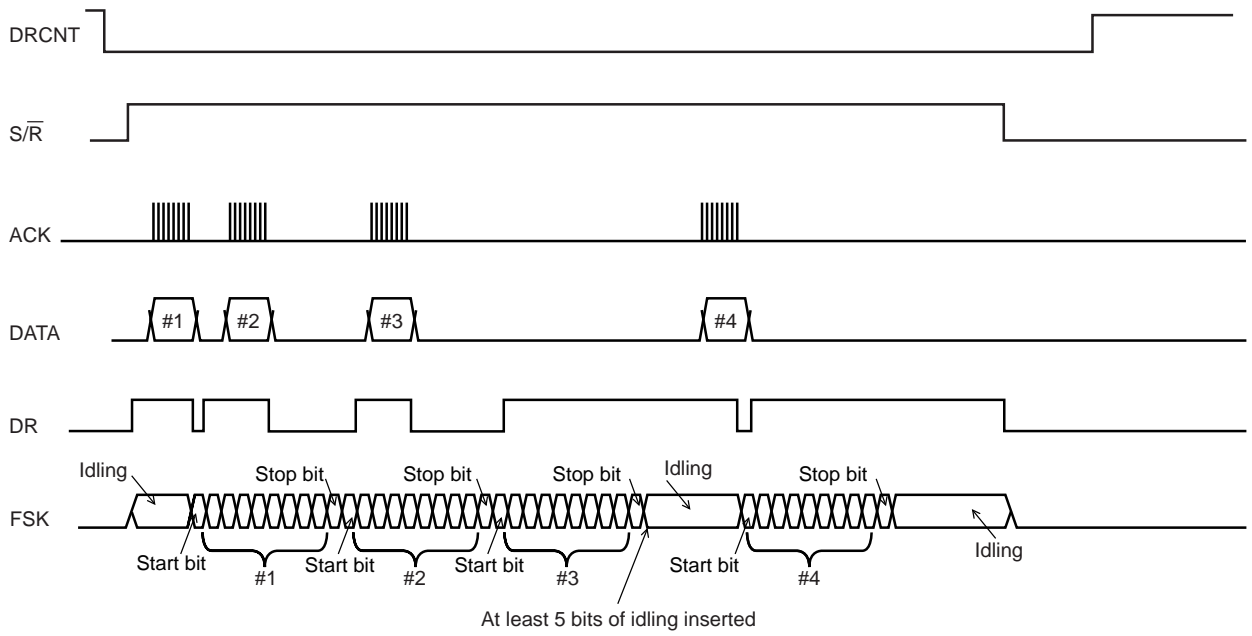 DRCNT
S/R̅
ACK
DATA
#1 #2 #3 #4
DR
Idling Stop bit Stop bit Stop bit Idling Stop bit
FSK
Start bit Start bit Start bit Start bit Idling
#1 #2 #3 #4
At least 5 bits of idling inserted